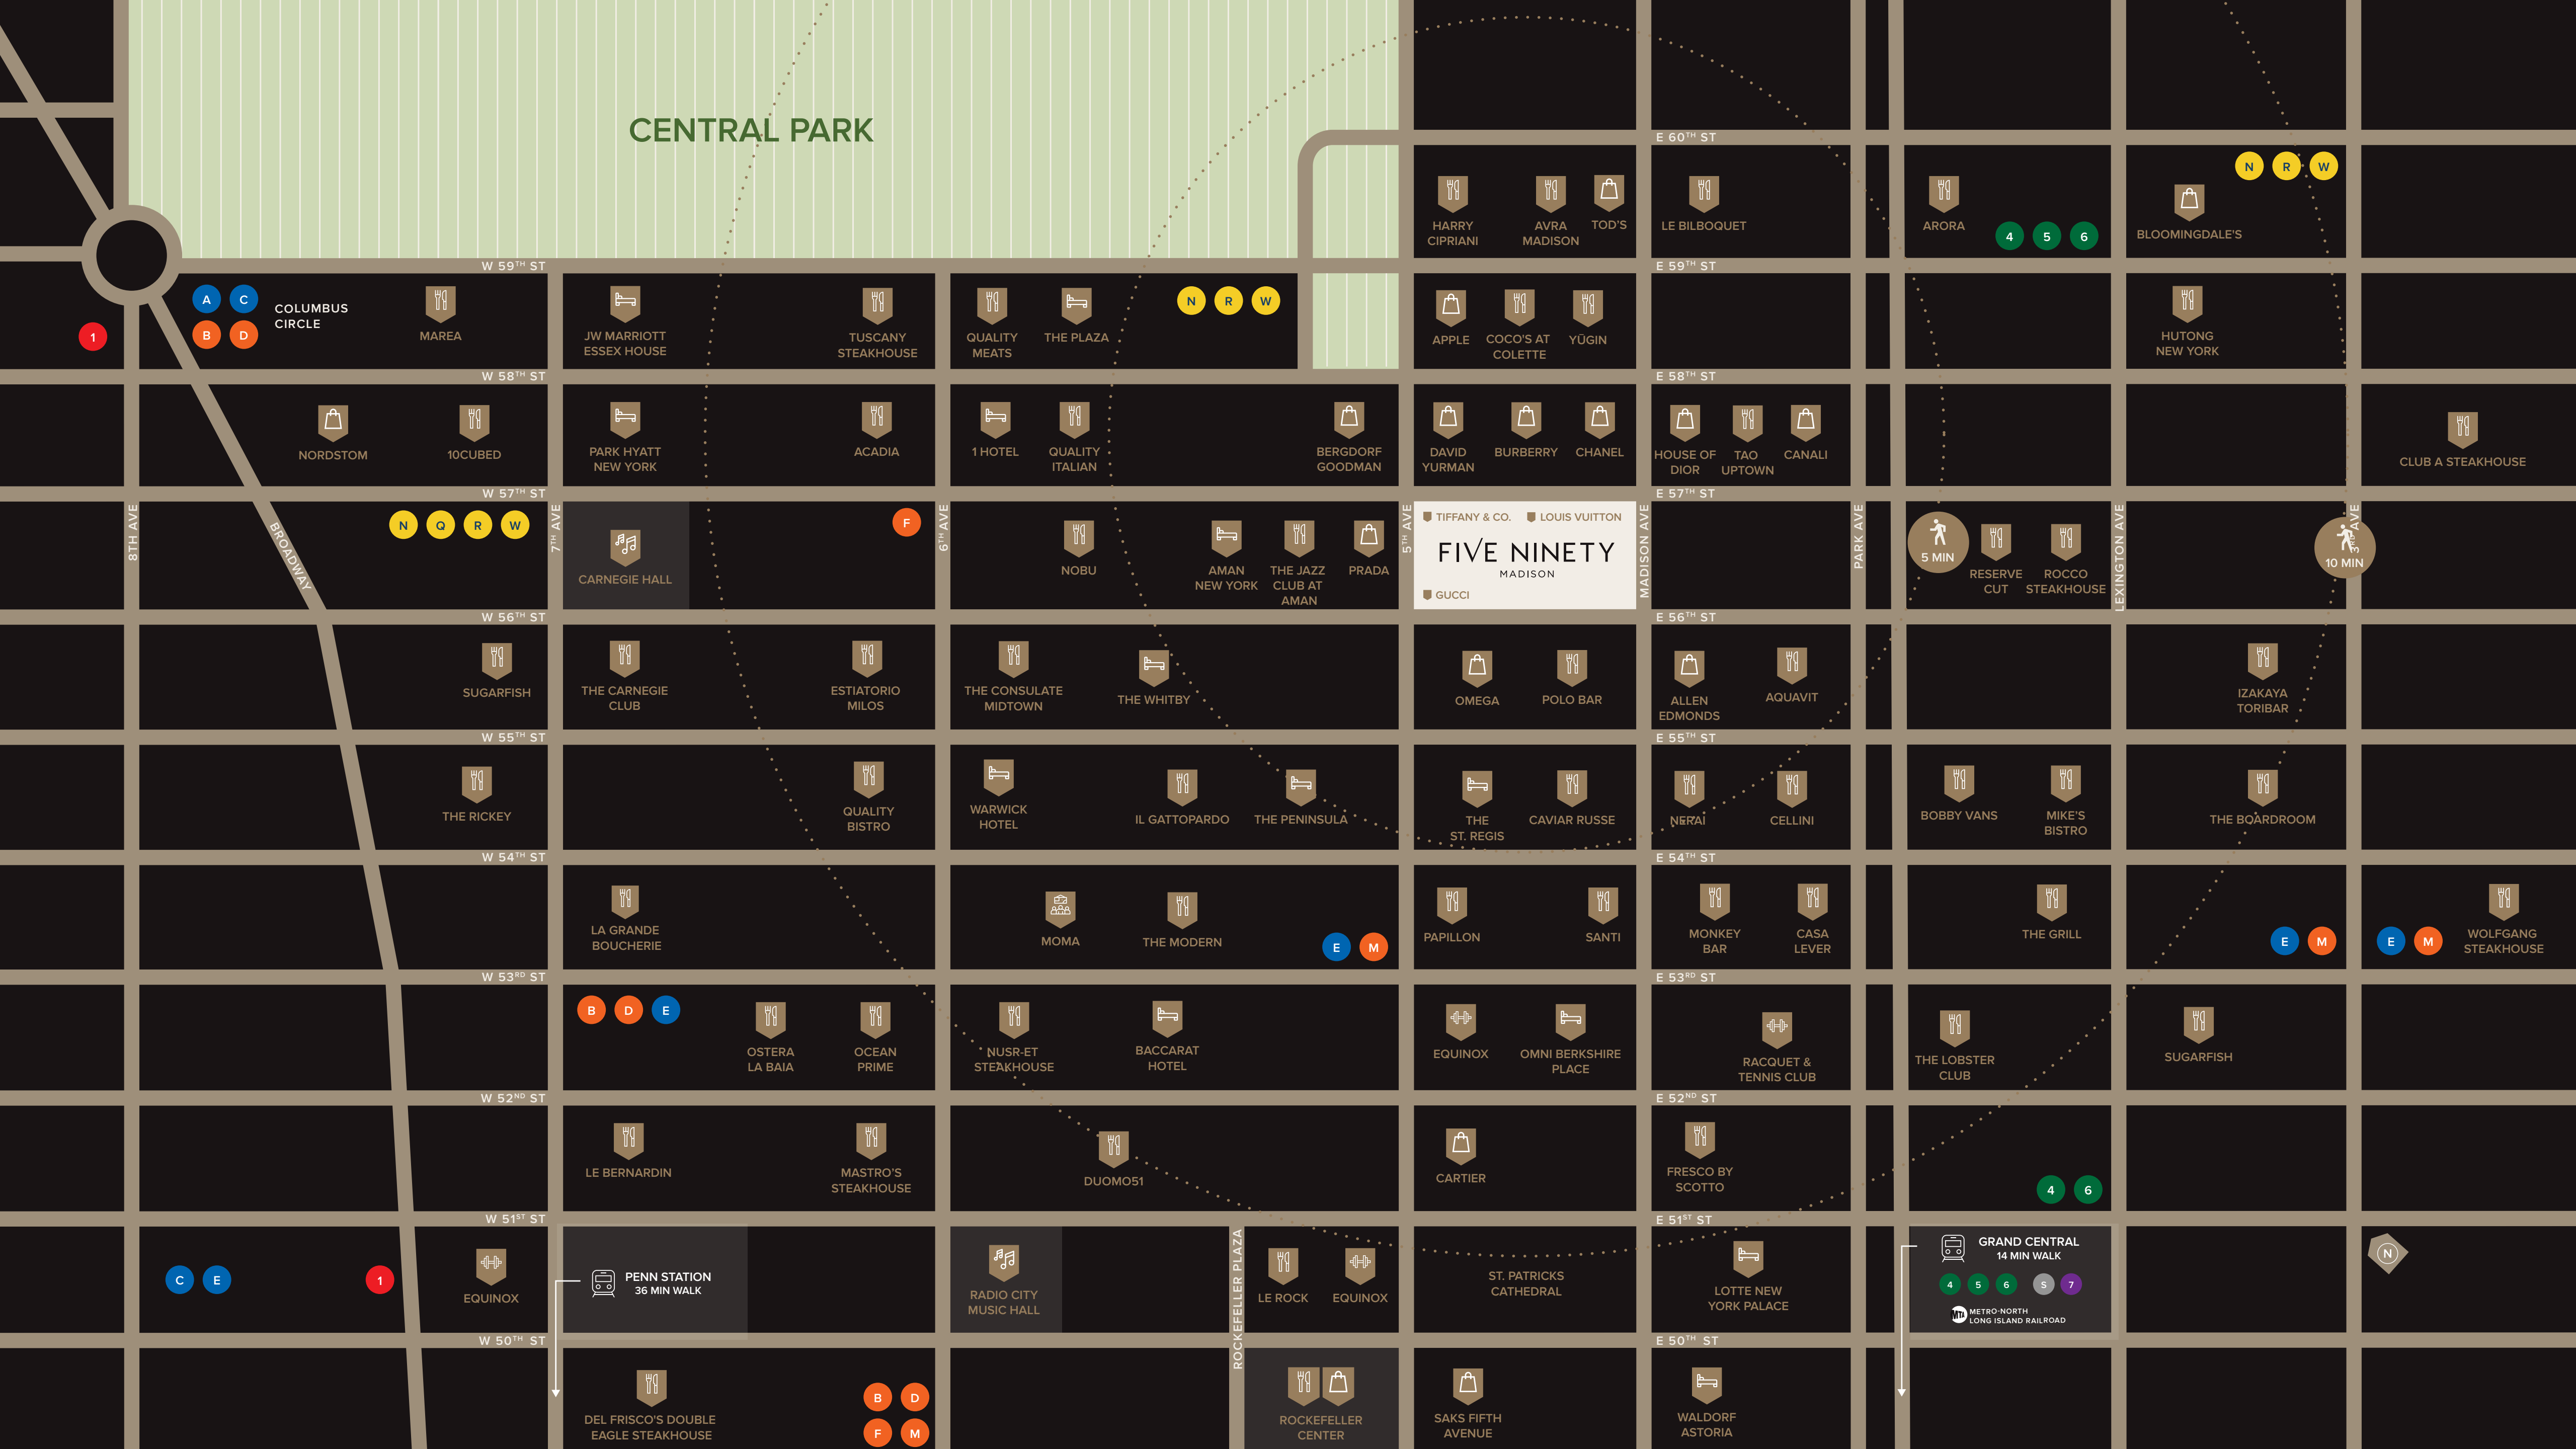 CENTRAL PARK
E 60TH ST
N R W
HARRY
CIPRIANI
AVRA
MADISON
TOD'S
LE BILBOQUET
ARORA
4 5 6
BLOOMINGDALE'S
W 59TH ST
E 59TH ST
A C
B D
COLUMBUS
CIRCLE
1
MAREA
JW MARRIOTT
ESSEX HOUSE
TUSCANY
STEAKHOUSE
QUALITY
MEATS
THE PLAZA
N R W
APPLE
COCO'S AT
COLETTE
YŪGIN
HUTONG
NEW YORK
W 58TH ST
E 58TH ST
NORDSTOM
10CUBED
PARK HYATT
NEW YORK
ACADIA
1 HOTEL
QUALITY
ITALIAN
BERGDORF
GOODMAN
DAVID
YURMAN
BURBERRY
CHANEL
HOUSE OF
DIOR
TAO
UPTOWN
CANALI
CLUB A STEAKHOUSE
W 57TH ST
E 57TH ST
8TH AVE
BROADWAY
N Q R W
7TH AVE
CARNEGIE HALL
F
6TH AVE
NOBU
AMAN
NEW YORK
THE JAZZ
CLUB AT
AMAN
PRADA
5TH AVE
TIFFANY & CO.
LOUIS VUITTON
FIVE NINETY
MADISON
GUCCI
MADISON AVE
PARK AVE
5 MIN
RESERVE
CUT
ROCCO
STEAKHOUSE
LEXINGTON AVE
3RD AVE
10 MIN
W 56TH ST
E 56TH ST
SUGARFISH
THE CARNEGIE
CLUB
ESTIATORIO
MILOS
THE CONSULATE
MIDTOWN
THE WHITBY
OMEGA
POLO BAR
ALLEN
EDMONDS
AQUAVIT
IZAKAYA
TORIBAR
W 55TH ST
E 55TH ST
THE RICKEY
QUALITY
BISTRO
WARWICK
HOTEL
IL GATTOPARDO
THE PENINSULA
THE
ST. REGIS
CAVIAR RUSSE
NERAI
CELLINI
BOBBY VANS
MIKE'S
BISTRO
THE BOARDROOM
W 54TH ST
E 54TH ST
LA GRANDE
BOUCHERIE
MOMA
THE MODERN
E M
PAPILLON
SANTI
MONKEY
BAR
CASA
LEVER
THE GRILL
E M
E M
WOLFGANG
STEAKHOUSE
W 53RD ST
E 53RD ST
B D E
OSTERA
LA BAIA
OCEAN
PRIME
NUSR-ET
STEAKHOUSE
BACCARAT
HOTEL
EQUINOX
OMNI BERKSHIRE
PLACE
RACQUET &
TENNIS CLUB
THE LOBSTER
CLUB
SUGARFISH
W 52ND ST
E 52ND ST
LE BERNARDIN
MASTRO'S
STEAKHOUSE
DUOMO51
CARTIER
FRESCO BY
SCOTTO
4 6
W 51ST ST
E 51ST ST
C E
1
EQUINOX
PENN STATION
36 MIN WALK
RADIO CITY
MUSIC HALL
ROCKEFELLER PLAZA
LE ROCK
EQUINOX
ST. PATRICKS
CATHEDRAL
LOTTE NEW
YORK PALACE
GRAND CENTRAL
14 MIN WALK
4 5 6 S 7
MTA
METRO-NORTH
LONG ISLAND RAILROAD
N
W 50TH ST
E 50TH ST
DEL FRISCO'S DOUBLE
EAGLE STEAKHOUSE
B D
F M
ROCKEFELLER
CENTER
SAKS FIFTH
AVENUE
WALDORF
ASTORIA